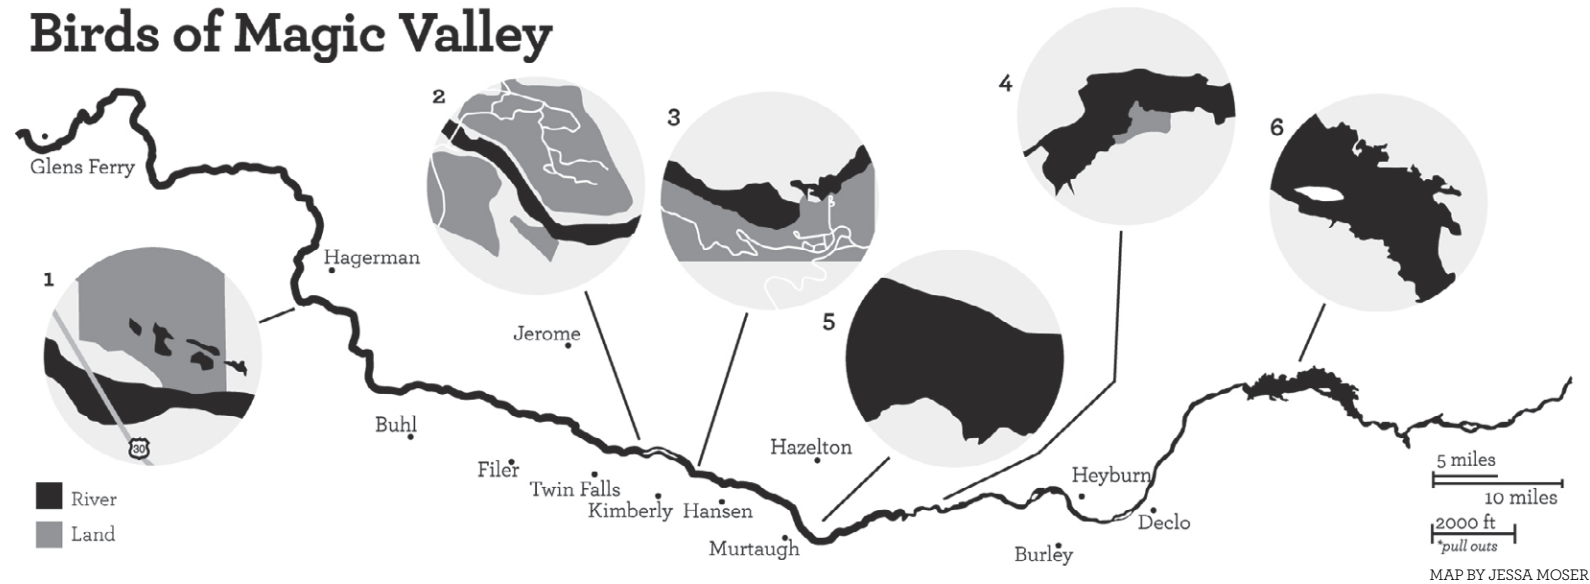 Birds of Magic Valley
4
2
6
3
Glens Ferry
Hagerman
1
5
Jerome
Buhl
Hazelton
30
5 miles
Filer
Heyburn
Twin Falls
River
10 miles
Kimberly
Hansen
Declo
2000 ft
Land
Murtaugh
*pull outs
Burley
MAP BY JESSA MOSER